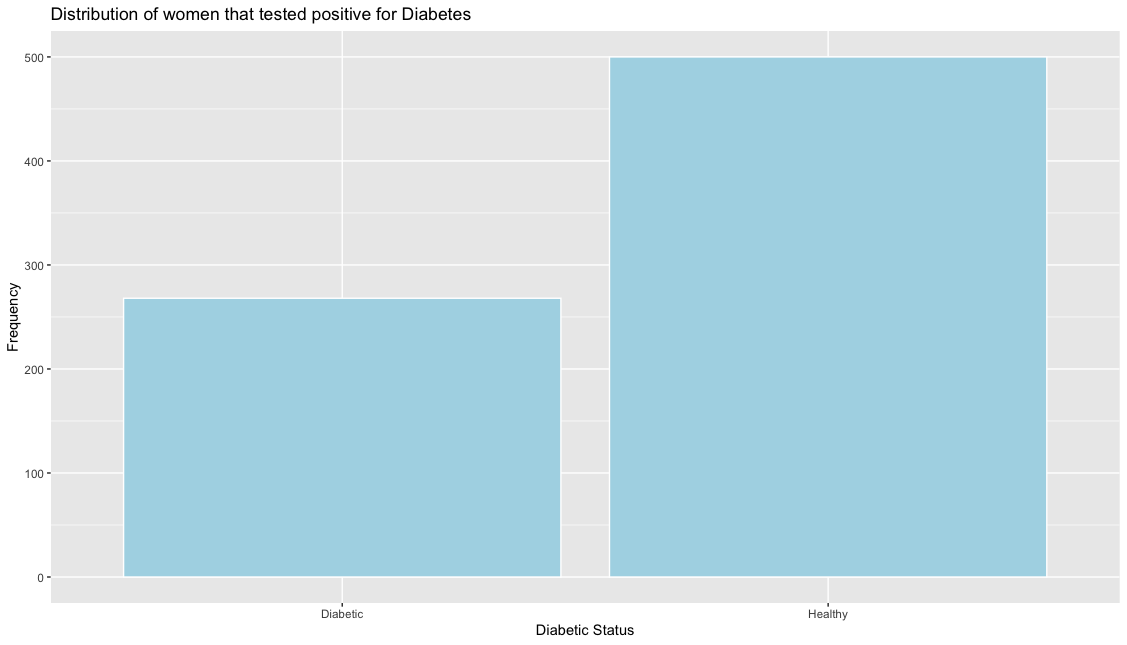 Distribution of women that tested positive for Diabetes
500
400
300
200
100
0
Frequency
Diabetic
Healthy
Diabetic Status